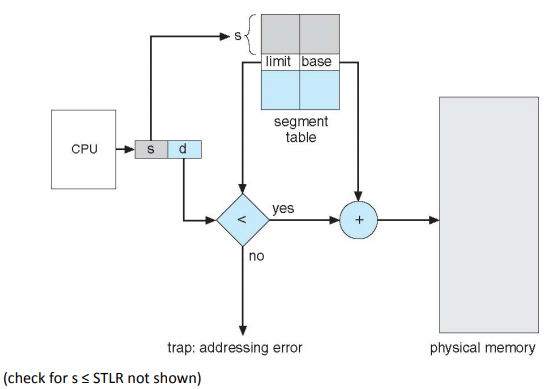 s
limit base
segment
table
CPU
s d
<
yes
+
no
trap: addressing error
physical memory
(check for s ≤ STLR not shown)